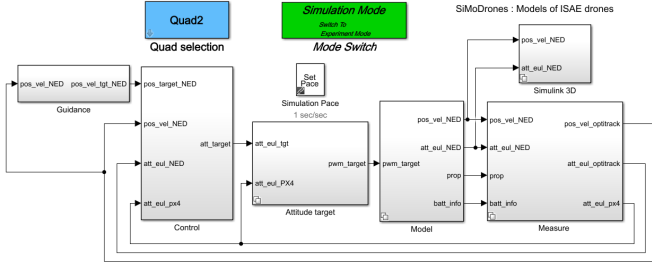 Quad2
Quad selection
Simulation Mode
Switch To
Experiment Mode
Mode Switch
SiMoDrones : Models of ISAE drones
pos_vel_NED
att_eul_NED
Simulink 3D
Set
Pace
Simulation Pace
1 sec/sec
pos_vel_NED
pos_vel_tgt_NED
Guidance
pos_target_NED
pos_vel_NED
att_eul_NED
att_eul_px4
att_target
Control
att_eul_tgt
att_eul_PX4
pwm_target
Attitude target
pwm_target
pos_vel_NED
att_eul_NED
prop
batt_info
Model
pos_vel_NED
att_eul_NED
prop
batt_info
pos_vel_optitrack
att_eul_optitrack
att_eul_px4
Measure